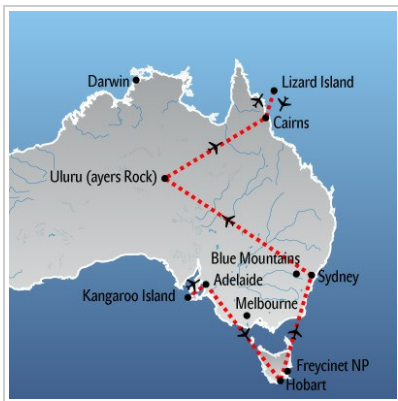 Darwin
Lizard Island
Cairns
Uluru (ayers Rock)
Blue Mountains
Sydney
Adelaide
Kangaroo Island
Melbourne
Freycinet NP
Hobart